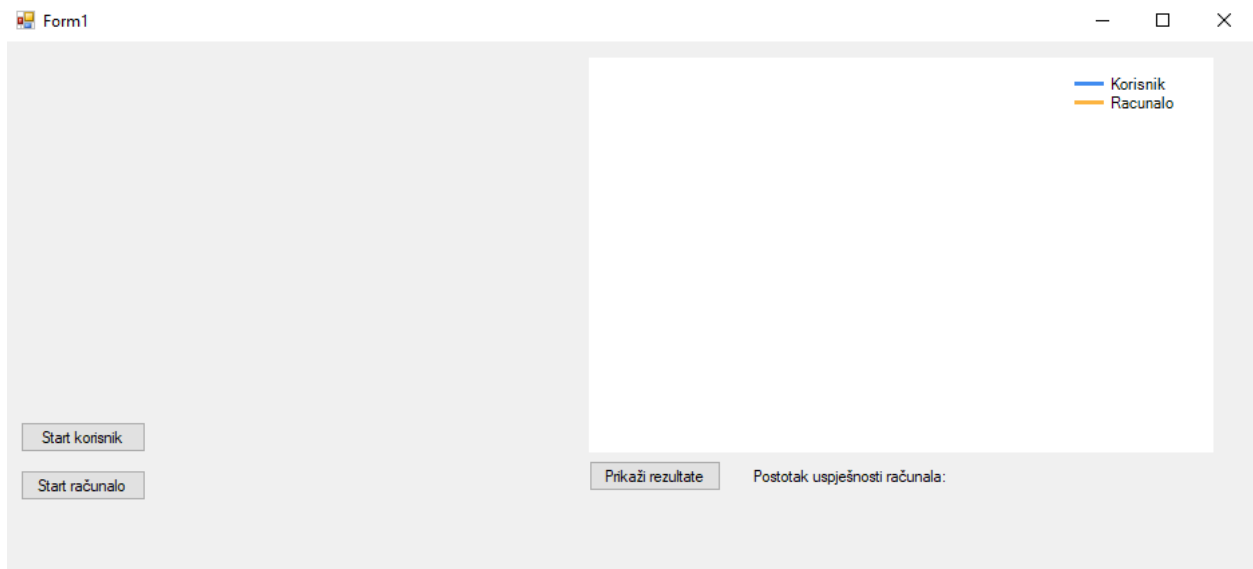 Form1
Korisnik
Racunalo
Start korisnik
Start računalo
Prikaži rezultate
Postotak uspješnosti računala: